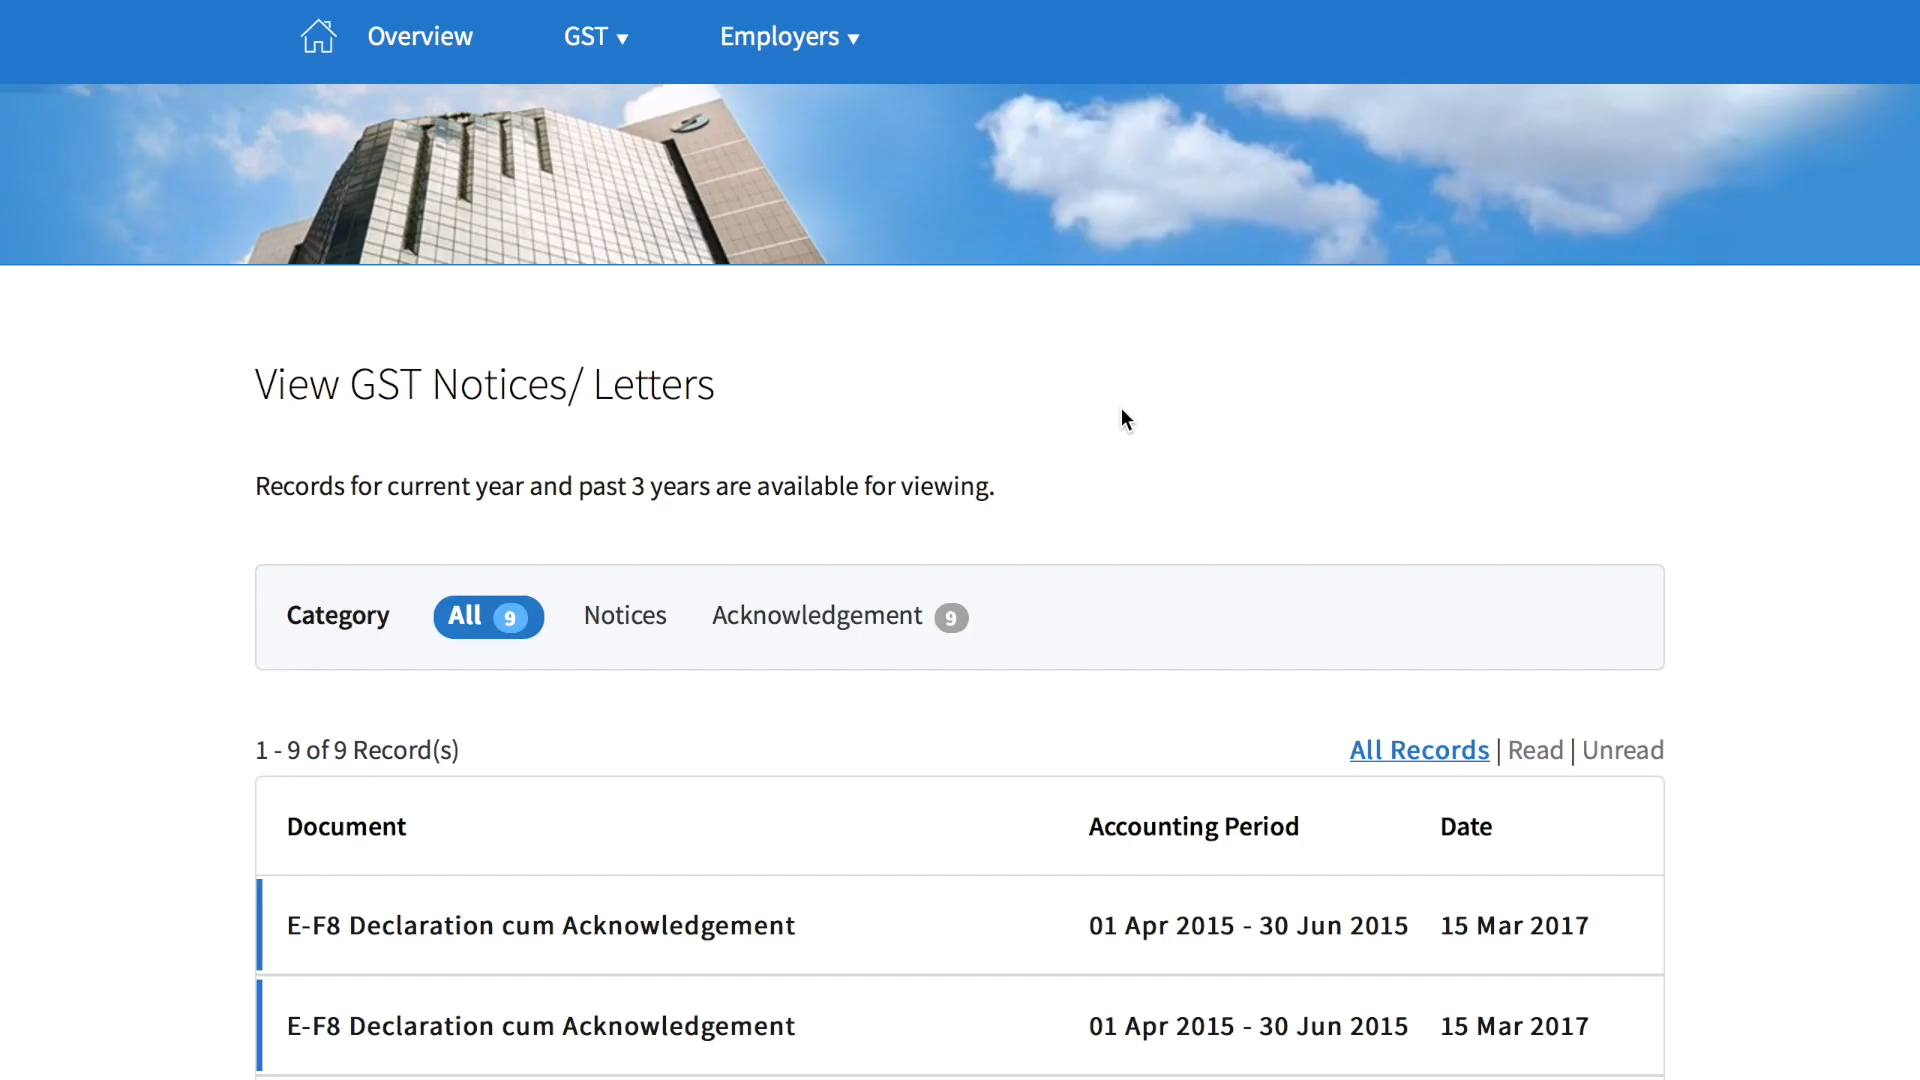 Overview GST ▼ Employers ▼
View GST Notices/ Letters
Records for current year and past 3 years are available for viewing.
Category All 9 Notices Acknowledgement 9
1 - 9 of 9 Record(s) All Records | Read | Unread
Document Accounting Period Date
E-F8 Declaration cum Acknowledgement 01 Apr 2015 - 30 Jun 2015 15 Mar 2017
E-F8 Declaration cum Acknowledgement 01 Apr 2015 - 30 Jun 2015 15 Mar 2017